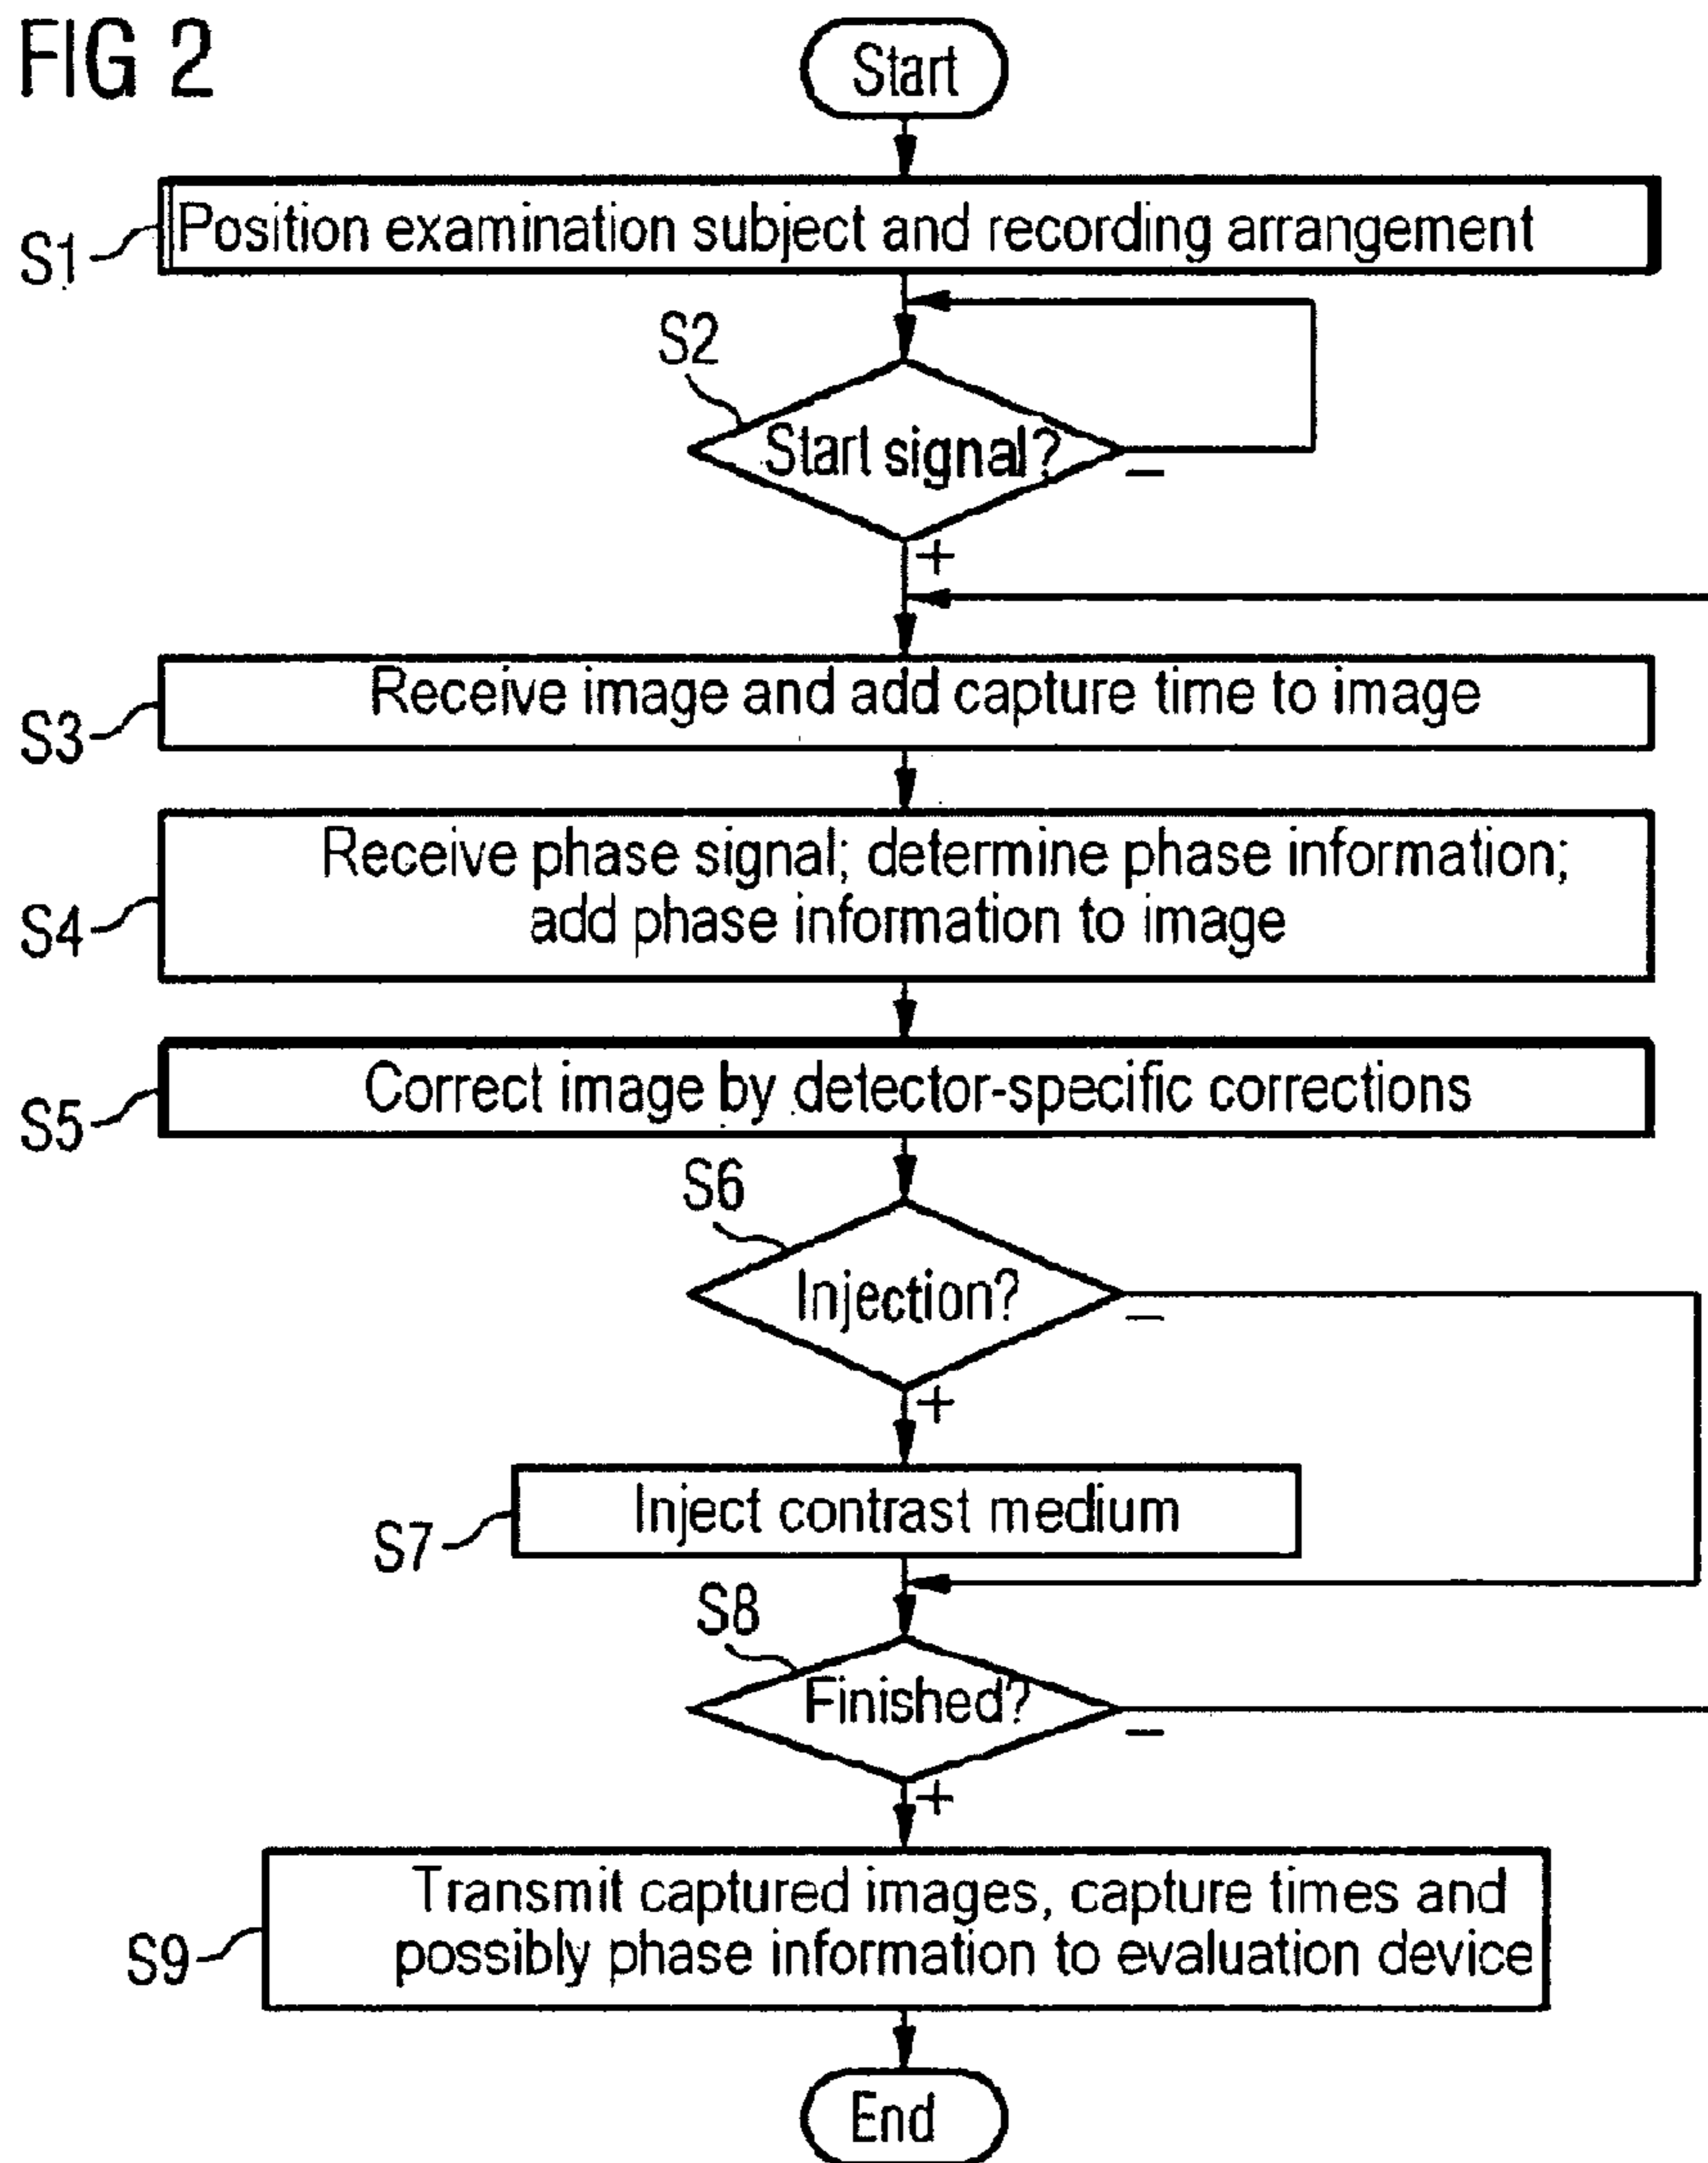 FIG 2
Start
S1
Position examination subject and recording arrangement
S2
Start signal?
–
+
S3
Receive image and add capture time to image
S4
Receive phase signal; determine phase information;
add phase information to image
S5
Correct image by detector-specific corrections
S6
Injection?
–
+
S7
Inject contrast medium
S8
Finished?
–
+
S9
Transmit captured images, capture times and
possibly phase information to evaluation device
End